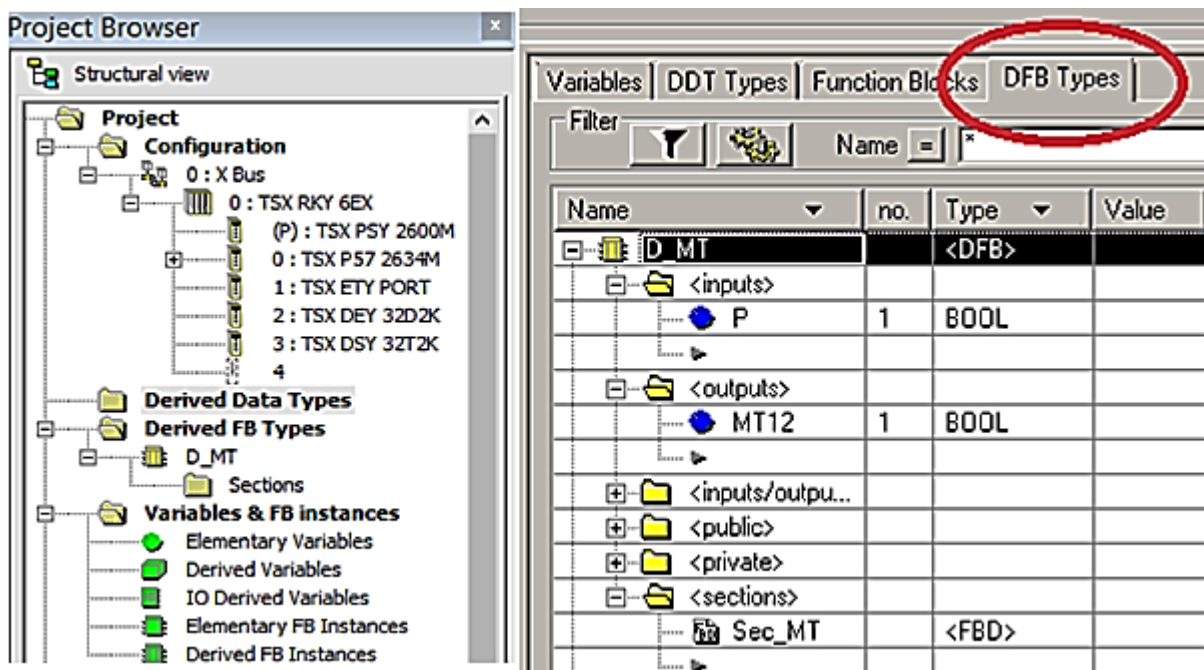 Project Browser
x
Structural view
Project
Configuration
0 : X Bus
0 : TSX RKY 6EX
(P) : TSX PSY 2600M
0 : TSX P57 2634M
1 : TSX ETY PORT
2 : TSX DEY 32D2K
3 : TSX DSY 32T2K
4
Derived Data Types
Derived FB Types
D_MT
Sections
Variables & FB instances
Elementary Variables
Derived Variables
IO Derived Variables
Elementary FB Instances
Derived FB Instances
Variables DDT Types Function Blocks DFB Types
Filter
Name = *
Name no. Type Value
D_MT <DFB>
<inputs>
P 1 BOOL
<outputs>
MT12 1 BOOL
<inputs/outpu...
<public>
<private>
<sections>
Sec_MT <FBD>